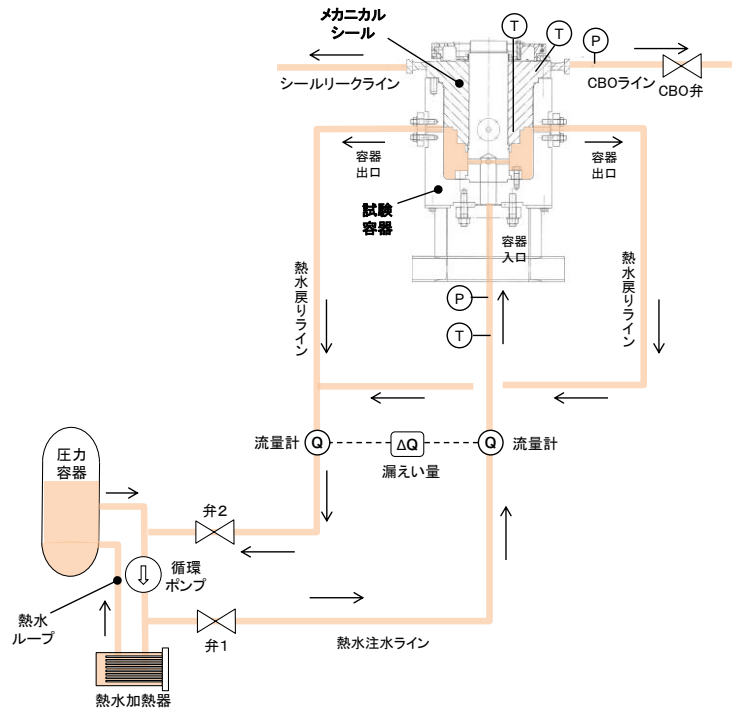 メカニカル
シール
T
T
P
シールリークライン
CBOライン
CBO弁
容器
出口
容器
出口
試験
容器
容器
入口
熱水戻りライン
熱水戻りライン
P
T
流量計
Q
ΔQ
Q
流量計
漏えい量
圧力
容器
弁2
循環
ポンプ
熱水
ループ
弁1
熱水注水ライン
熱水加熱器